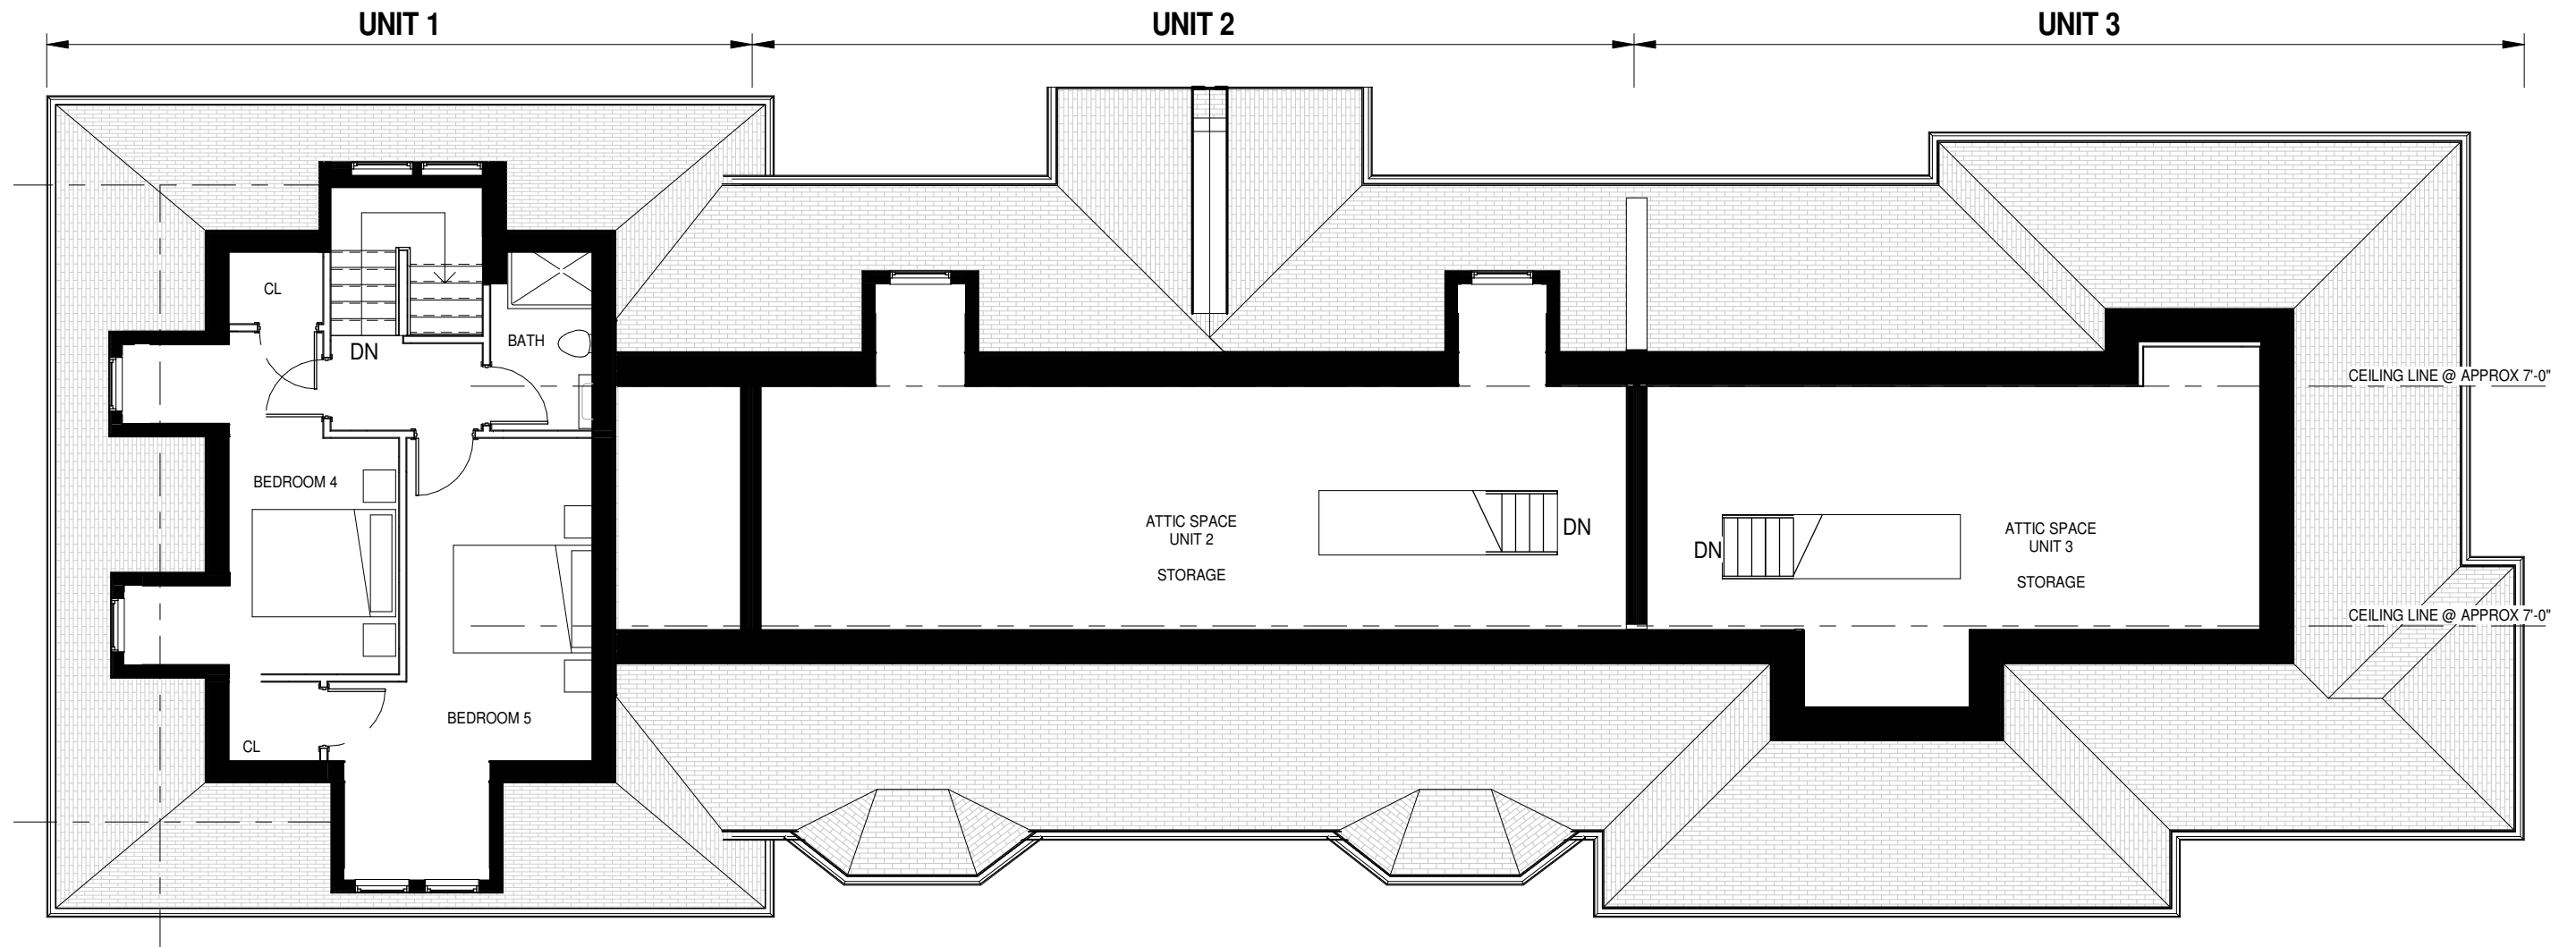 UNIT 1
UNIT 2
UNIT 3
CL
DN
BATH
CEILING LINE @ APPROX 7'-0"
BEDROOM 4
ATTIC SPACE
UNIT 2
STORAGE
DN
DN
ATTIC SPACE
UNIT 3
STORAGE
CEILING LINE @ APPROX 7'-0"
BEDROOM 5
CL